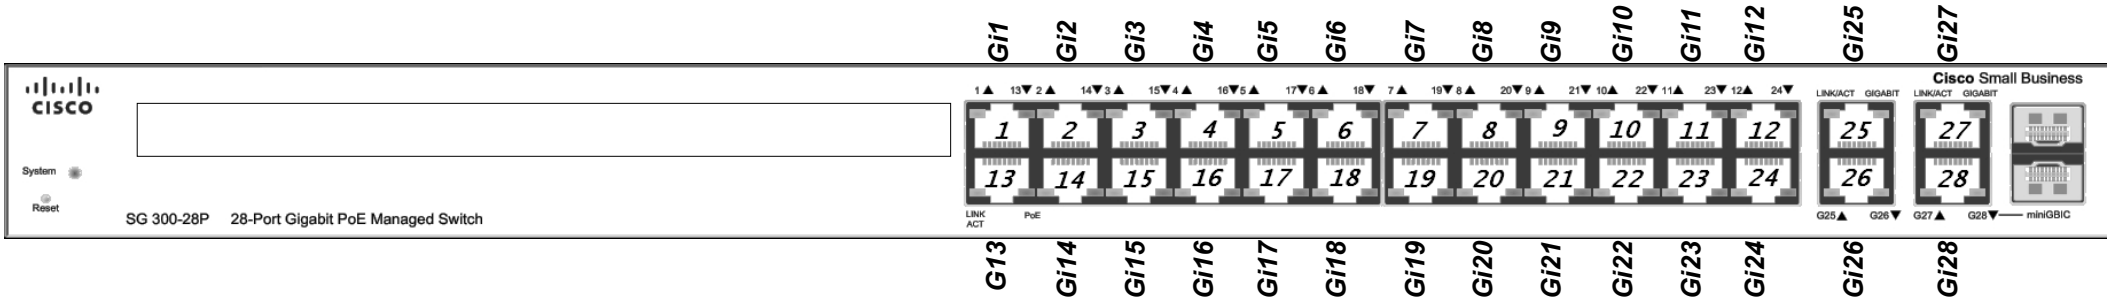 Gi1 Gi2 Gi3 Gi4 Gi5 Gi6 Gi7 Gi8 Gi9 Gi10 Gi11 Gi12 Gi25 Gi27
Cisco Small Business
CISCO
1▲ 13▼ 2▲ 14▼ 3▲ 15▼ 4▲ 16▼ 5▲ 17▼ 6▲ 18▼ 7▲ 19▼ 8▲ 20▼ 9▲ 21▼ 10▲ 22▼ 11▲ 23▼ 12▲ 24▼ LINK/ACT GIGABIT LINK/ACT GIGABIT
1 2 3 4 5 6 7 8 9 10 11 12 25 27
13 14 15 16 17 18 19 20 21 22 23 24 26 28
System
Reset
SG 300-28P 28-Port Gigabit PoE Managed Switch
LINK
ACT
PoE
G25▲ G26▼ G27▲ G28▼ miniGBIC
G13 Gi14 Gi15 Gi16 Gi17 Gi18 Gi19 Gi20 Gi21 Gi22 Gi23 Gi24 Gi26 Gi28